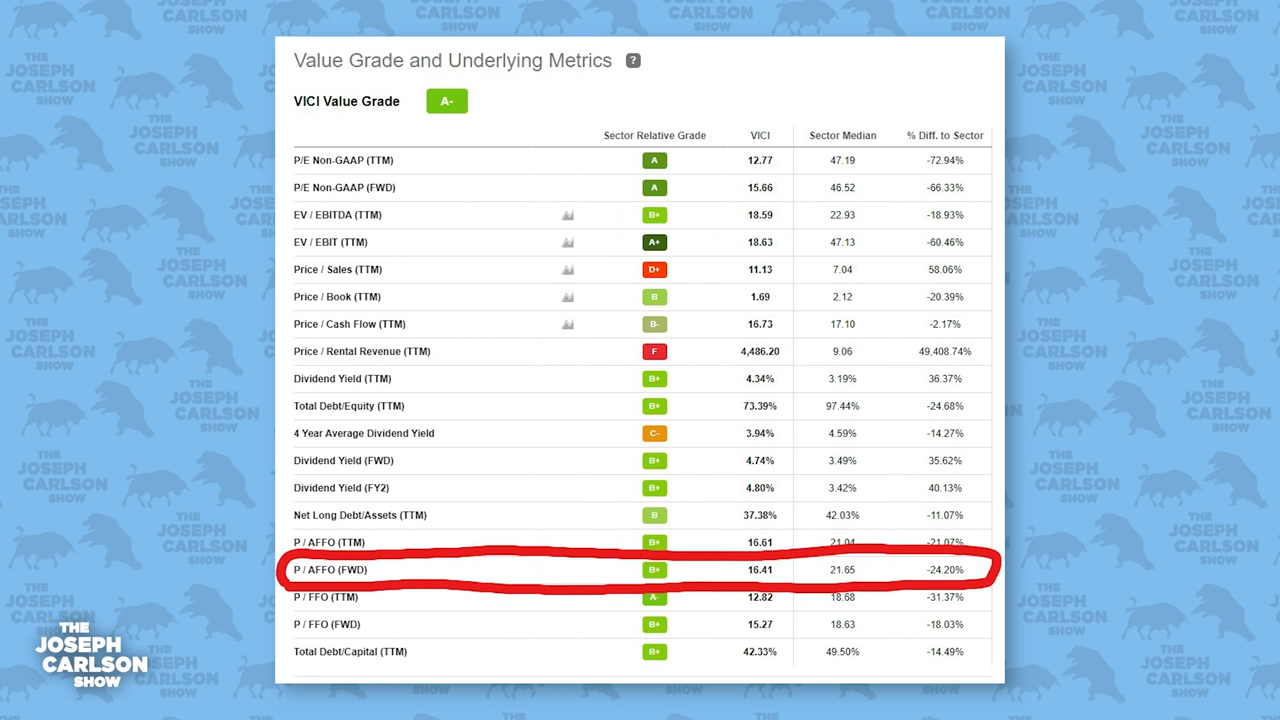 Value Grade and Underlying Metrics ?
VICI Value Grade A-
Sector Relative Grade VICI Sector Median % Diff. to Sector
P/E Non-GAAP (TTM) A 12.77 47.19 -72.94%
P/E Non-GAAP (FWD) A 15.66 46.52 -66.33%
EV / EBITDA (TTM) B+ 18.59 22.93 -18.93%
EV / EBIT (TTM) A+ 18.63 47.13 -60.46%
Price / Sales (TTM) D+ 11.13 7.04 58.06%
Price / Book (TTM) B 1.69 2.12 -20.39%
Price / Cash Flow (TTM) B- 16.73 17.10 -2.17%
Price / Rental Revenue (TTM) F 4,486.20 9.06 49,408.74%
Dividend Yield (TTM) B+ 4.34% 3.19% 36.37%
Total Debt/Equity (TTM) B+ 73.39% 97.44% -24.68%
4 Year Average Dividend Yield C- 3.94% 4.59% -14.27%
Dividend Yield (FWD) B+ 4.74% 3.49% 35.62%
Dividend Yield (FY2) B+ 4.80% 3.42% 40.13%
Net Long Debt/Assets (TTM) B 37.38% 42.03% -11.07%
P / AFFO (TTM) B+ 16.61 21.04 -21.07%
P / AFFO (FWD) B+ 16.41 21.65 -24.20%
P / FFO (TTM) A- 12.82 18.68 -31.37%
P / FFO (FWD) B+ 15.27 18.63 -18.03%
Total Debt/Capital (TTM) B+ 42.33% 49.50% -14.49%
THE
JOSEPH
CARLSON
SHOW